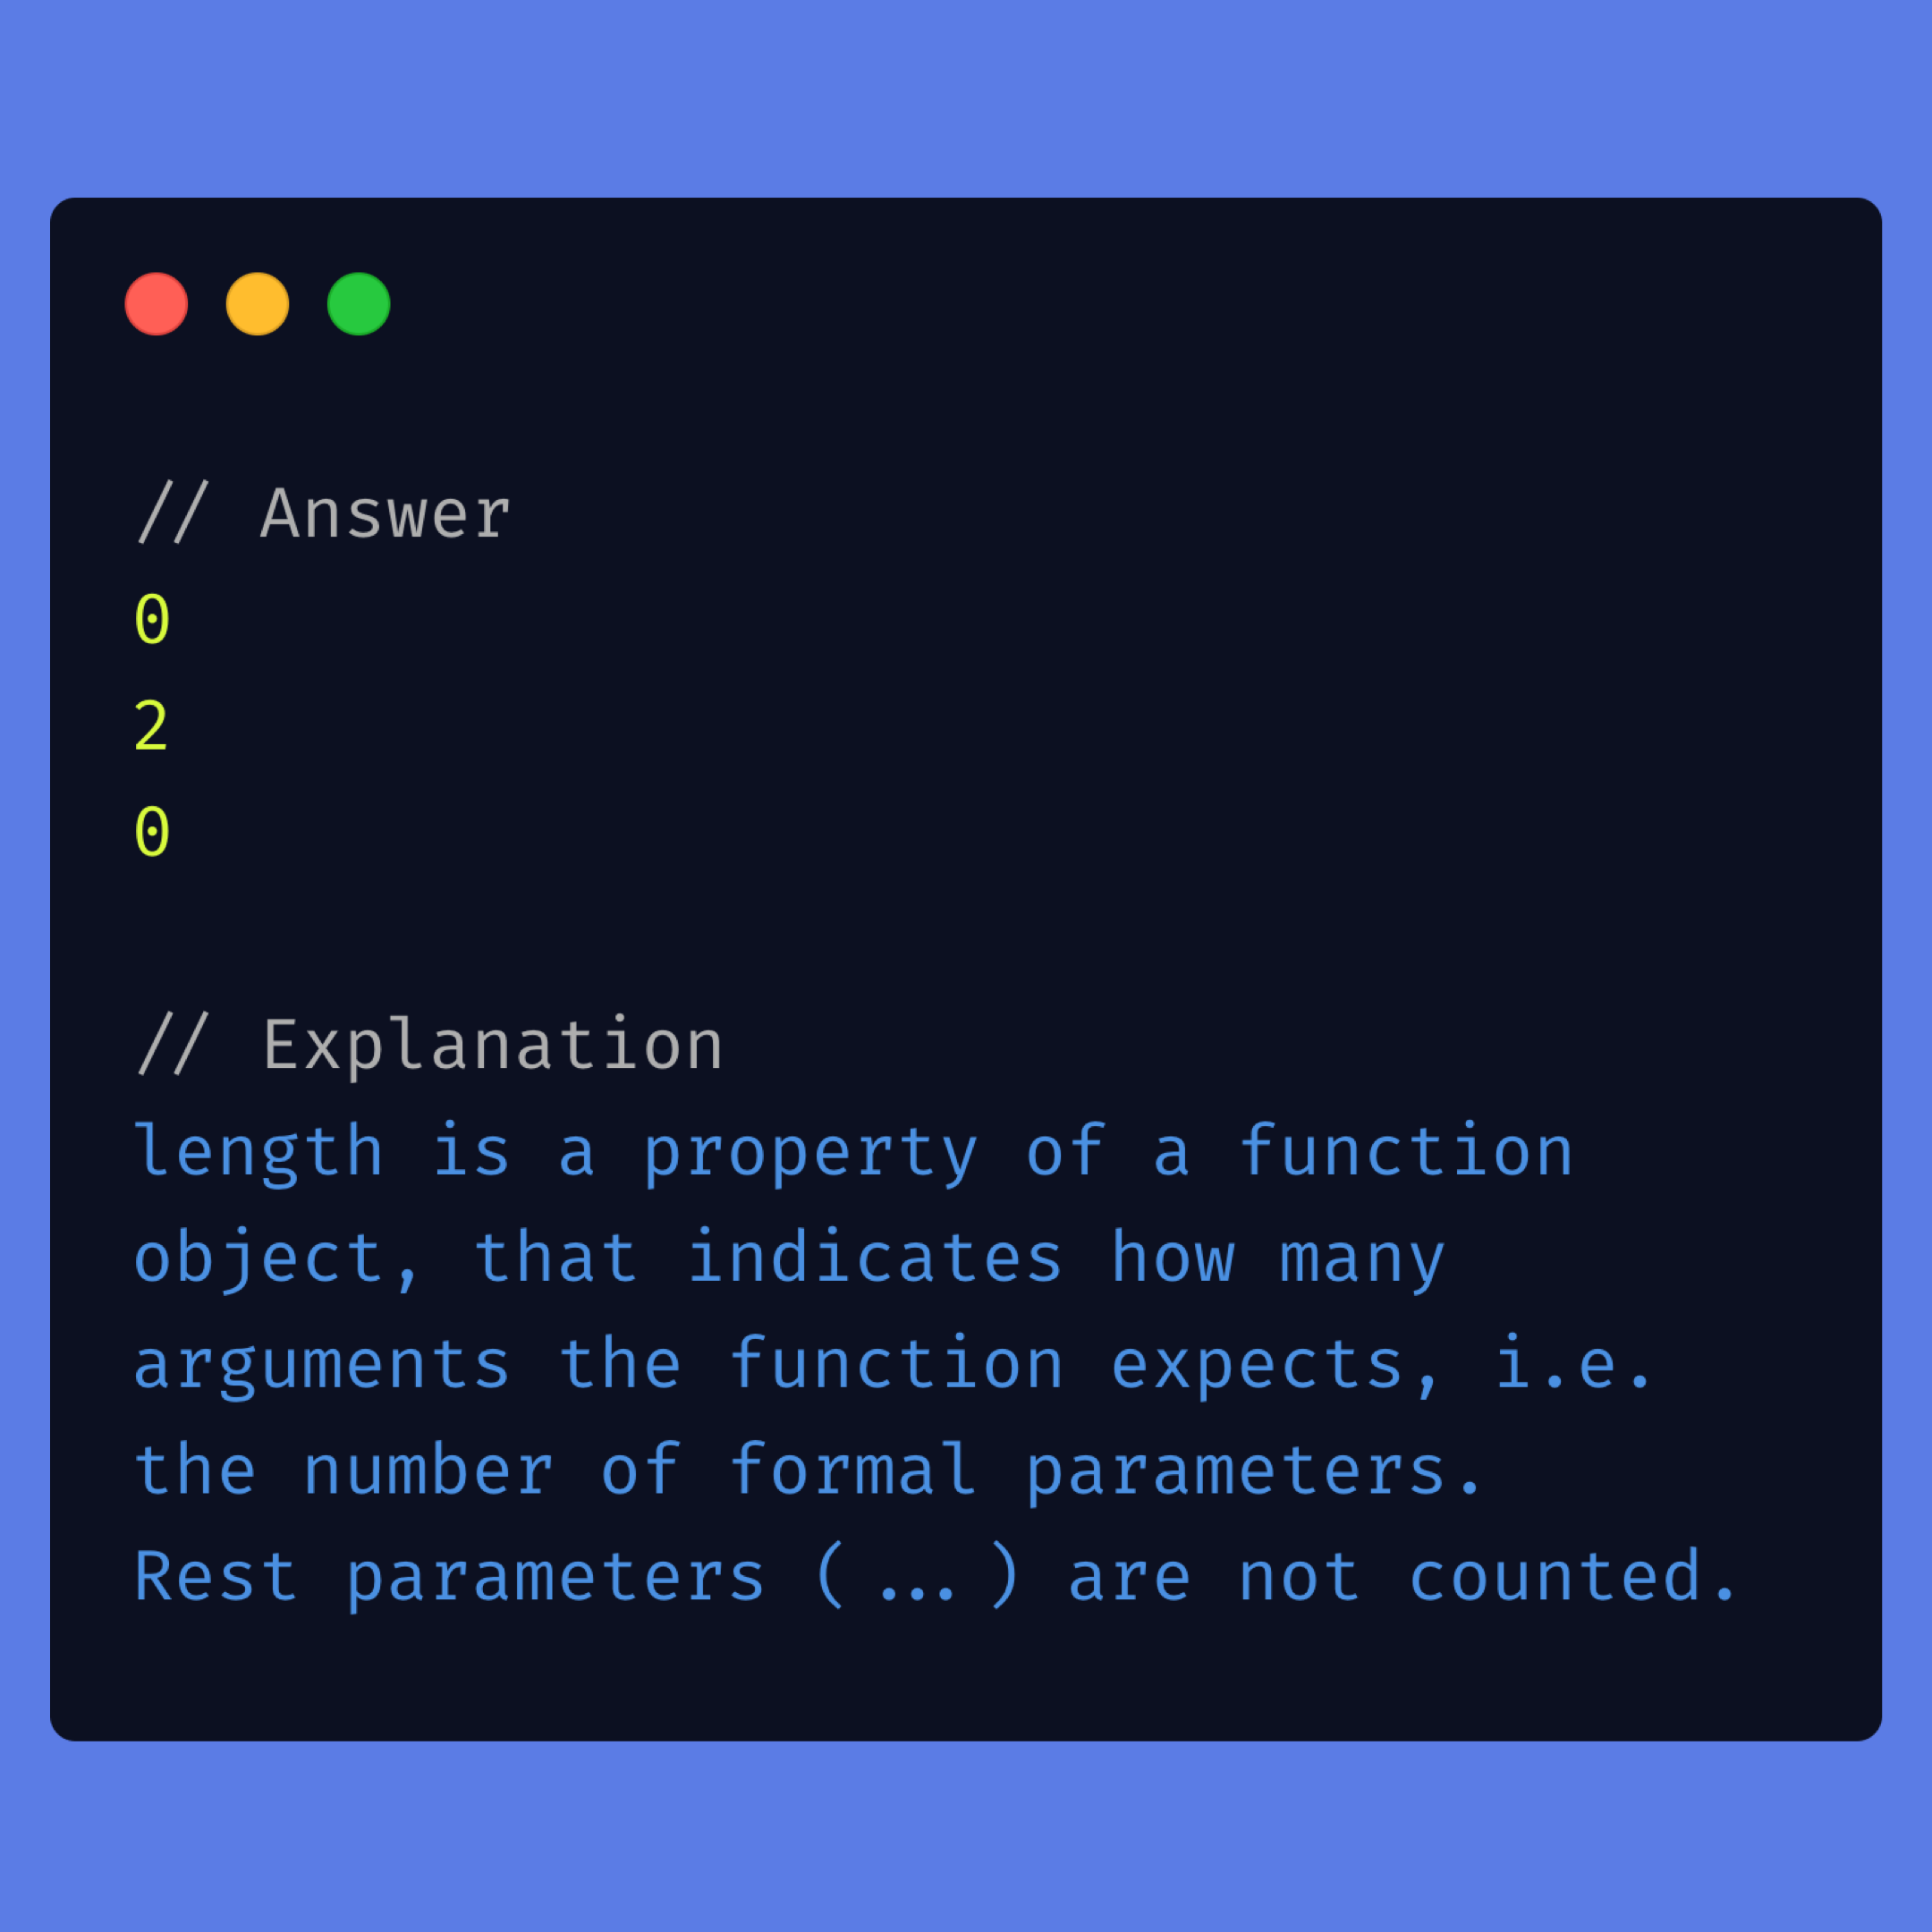 // Answer
0
2
0
// Explanation
length is a property of a function
object, that indicates how many
arguments the function expects, i.e.
the number of formal parameters.
Rest parameters (...) are not counted.